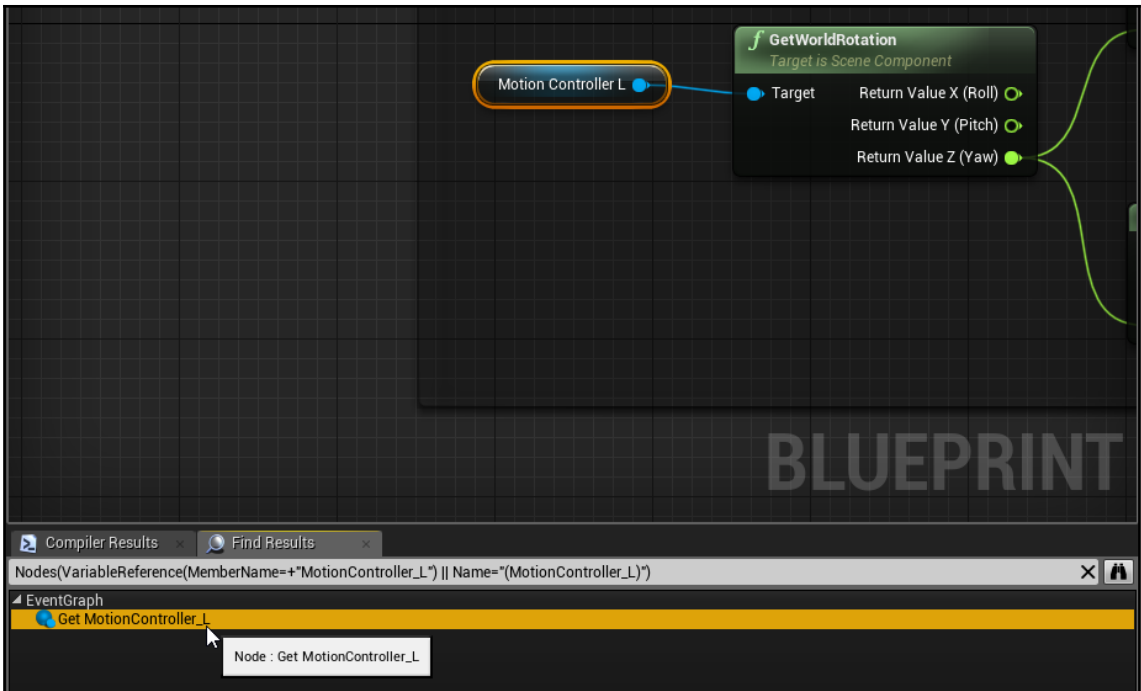 GetWorldRotation
Target is Scene Component
Motion Controller L
Target
Return Value X (Roll)
Return Value Y (Pitch)
Return Value Z (Yaw)
BLUEPRINT
Compiler Results
Find Results
Nodes(VariableReference(MemberName=+"MotionController_L") || Name="(MotionController_L)")
EventGraph
Get MotionController_L
Node : Get MotionController_L